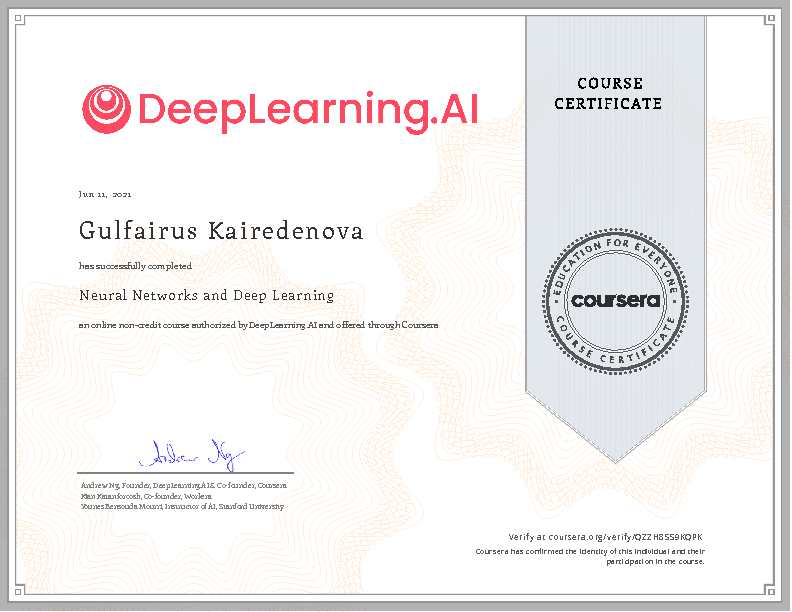 DeepLearning.AI
COURSE
CERTIFICATE
Jun 11, 2021
Gulfairus Kairedenova
has successfully completed
Neural Networks and Deep Learning
an online non-credit course authorized by DeepLearning.AI and offered through Coursera
EDUCATION FOR EVERYONE
coursera
COURSE CERTIFICATE
Andrew Ng
Andrew Ng, Founder, DeepLearning.AI & Co-founder, Coursera
Kian Katanforoosh, Co-founder, Workera
Younes Bensouda Mourri, Instructor of AI, Stanford University
Verify at coursera.org/verify/QZZH8SS9KQPK
Coursera has confirmed the identity of this individual and their
participation in the course.